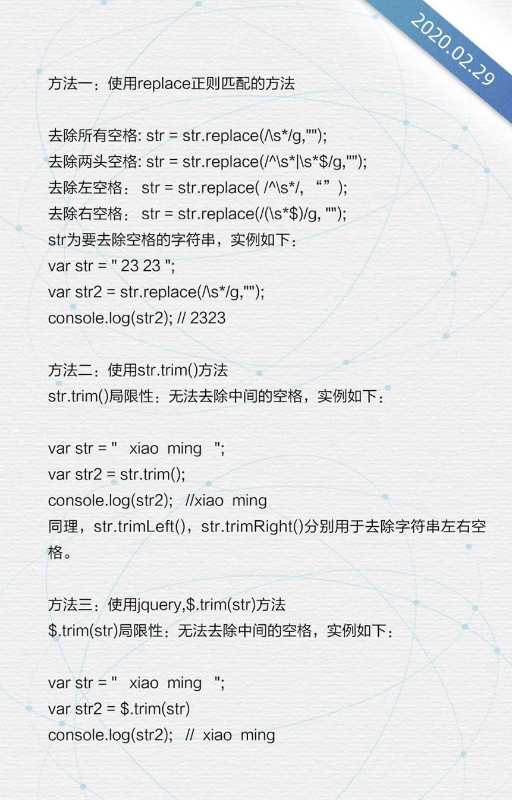 2020.02.29
方法一：使用replace正则匹配的方法
去除所有空格: str = str.replace(/\s*/g,"");
去除两头空格: str = str.replace(/^\s*|\s*$/g,"");
去除左空格： str = str.replace( /^\s*/, “”);
去除右空格： str = str.replace(/(\s*$)/g, "");
str为要去除空格的字符串，实例如下：
var str = " 23 23 ";
var str2 = str.replace(/\s*/g,"");
console.log(str2); // 2323
方法二：使用str.trim()方法
str.trim()局限性：无法去除中间的空格，实例如下：
var str = "   xiao  ming   ";
var str2 = str.trim();
console.log(str2);   //xiao  ming
同理，str.trimLeft()，str.trimRight()分别用于去除字符串左右空
格。
方法三：使用jquery,$.trim(str)方法
$.trim(str)局限性：无法去除中间的空格，实例如下：
var str = "   xiao  ming   ";
var str2 = $.trim(str)
console.log(str2);   //  xiao  ming